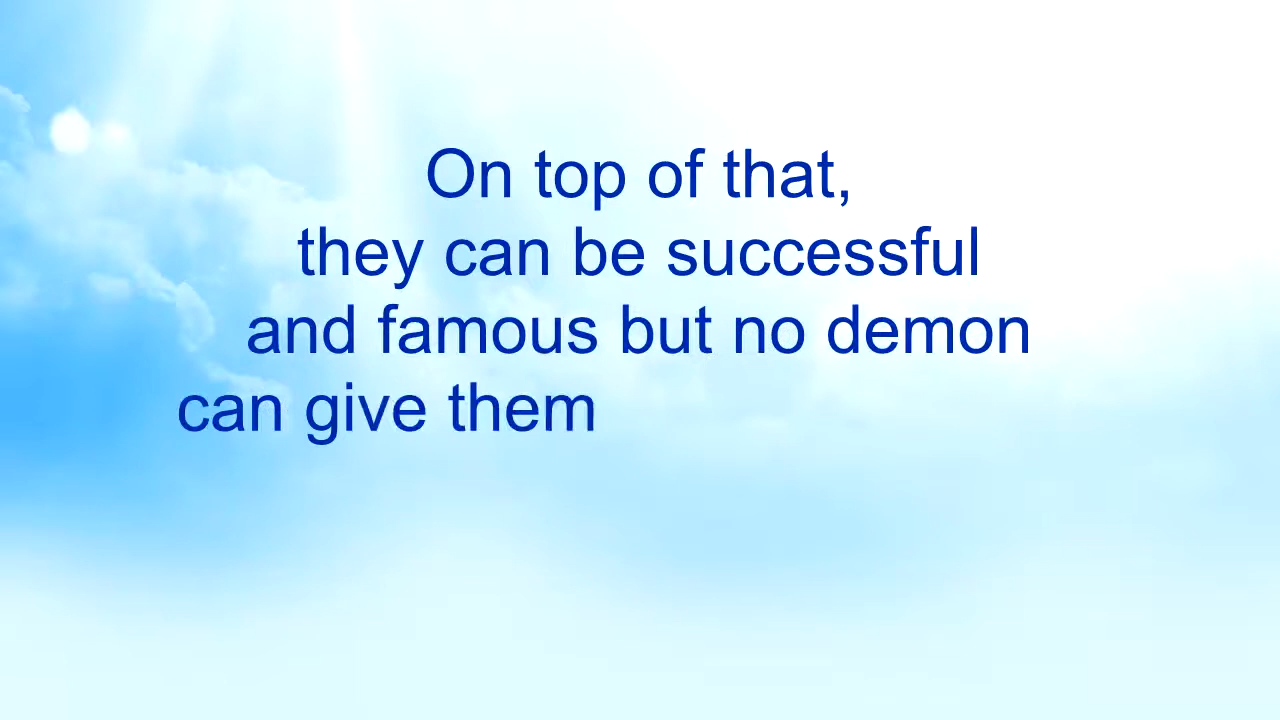 On top of that,
they can be successful
and famous but no demon
can give them